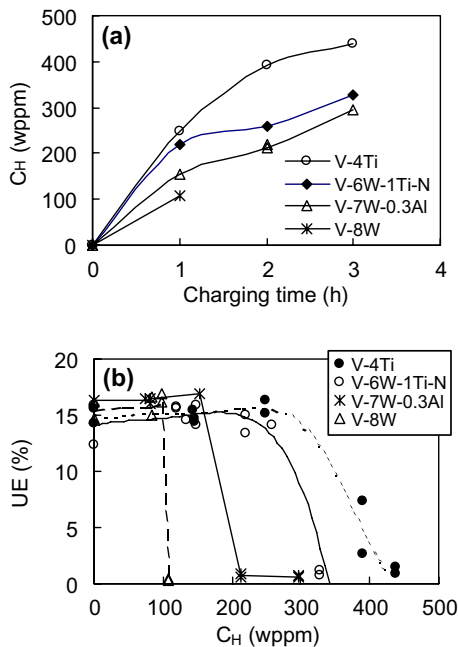 (a)
500
400
300
200
100
0
C_H (wppm)
V-4Ti
V-6W-1Ti-N
V-7W-0.3Al
V-8W
0 1 2 3 4
Charging time (h)
(b)
20
15
10
5
0
UE (%)
V-4Ti
V-6W-1Ti-N
V-7W-0.3Al
V-8W
0 100 200 300 400 500
C_H (wppm)